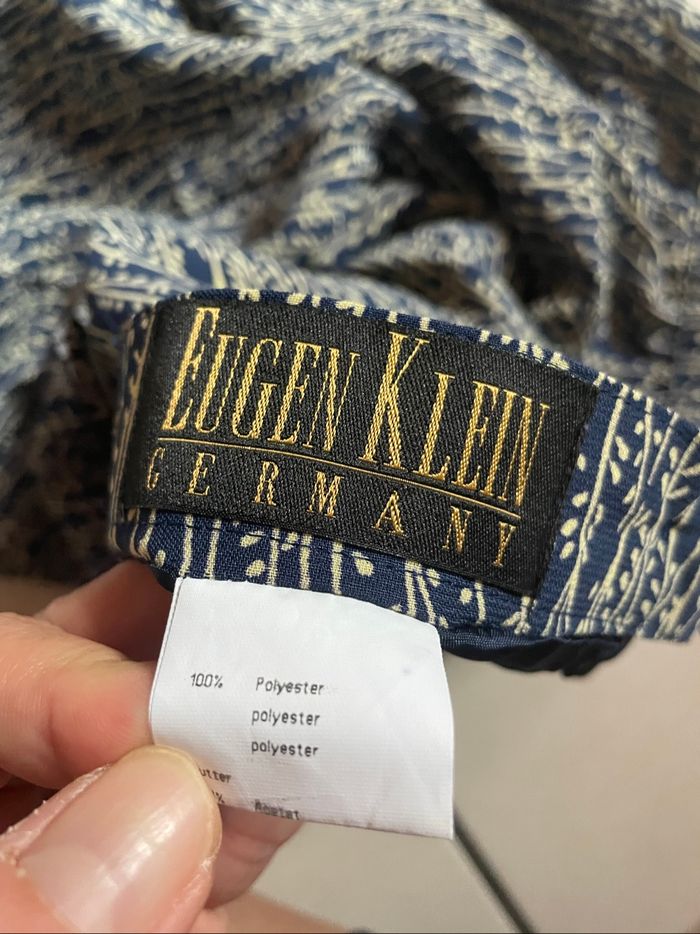 EUGEN KLEIN
GERMANY
100% Polyester
polyester
polyester